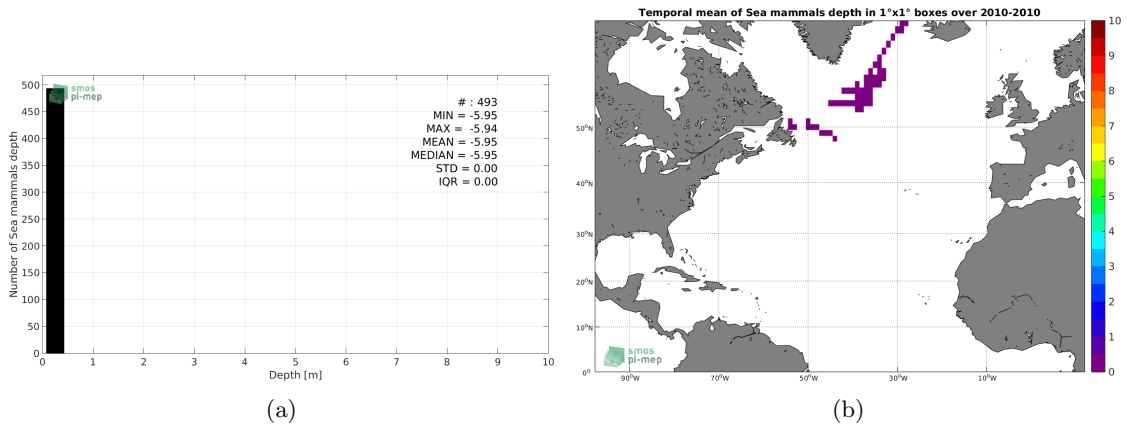 Temporal mean of Sea mammals depth in 1°x1° boxes over 2010-2010
Number of Sea mammals depth
500
450
400
350
300
250
200
150
100
50
0
smos
pi-mep
# : 493
MIN = -5.95
MAX = -5.94
MEAN = -5.95
MEDIAN = -5.95
STD = 0.00
IQR = 0.00
0 1 2 3 4 5 6 7 8 9 10
Depth [m]
(a)
50°N
40°N
30°N
20°N
10°N
0°
90°W 70°W 50°W 30°W 10°W
smos
pi-mep
10
9
8
7
6
5
4
3
2
1
0
(b)